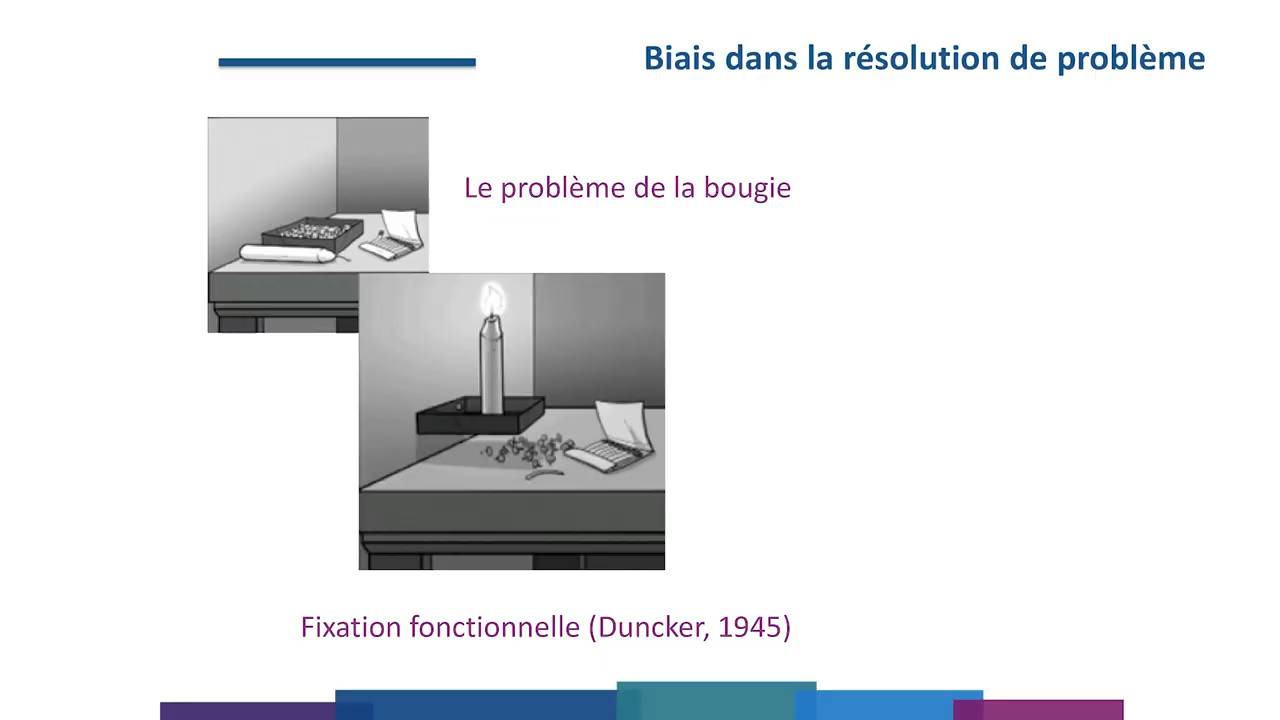 Biais dans la résolution de problème
Le problème de la bougie
Fixation fonctionnelle (Duncker, 1945)